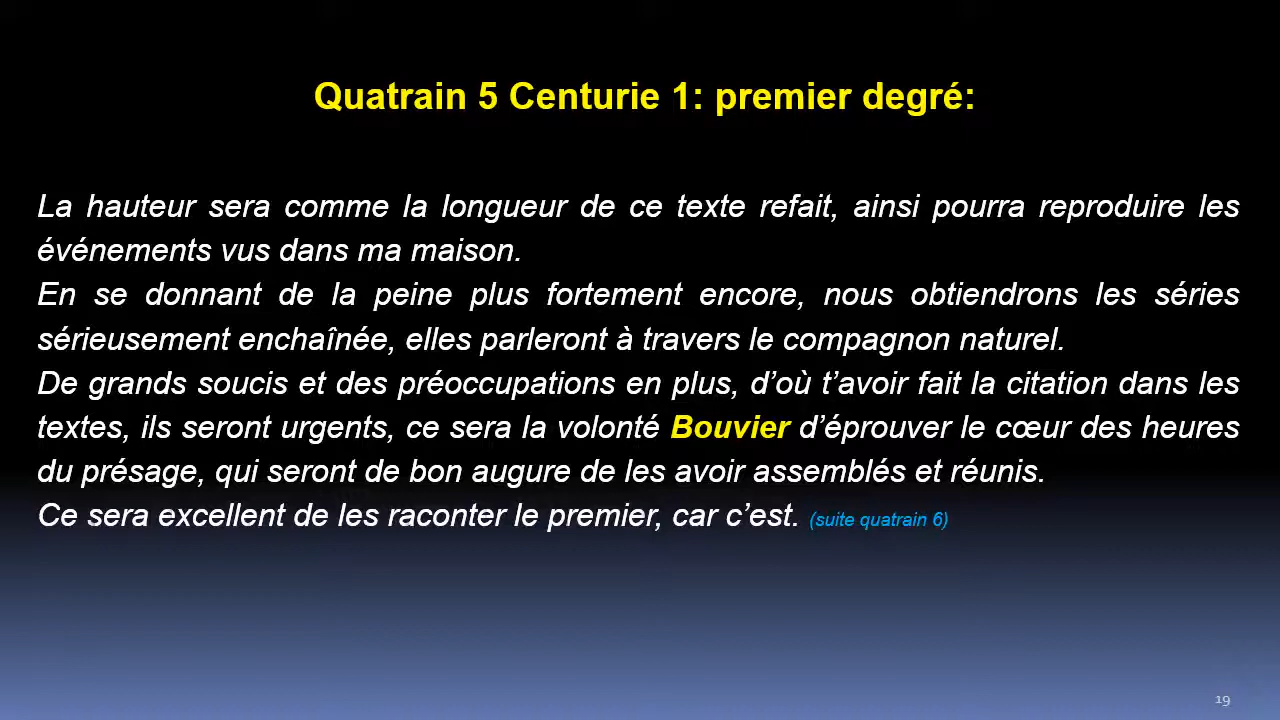 Quatrain 5 Centurie 1: premier degré:
La hauteur sera comme la longueur de ce texte refait, ainsi pourra reproduire les
événements vus dans ma maison.
En se donnant de la peine plus fortement encore, nous obtiendrons les séries
sérieusement enchaînée, elles parleront à travers le compagnon naturel.
De grands soucis et des préoccupations en plus, d’où t’avoir fait la citation dans les
textes, ils seront urgents, ce sera la volonté Bouvier d’éprouver le cœur des heures
du présage, qui seront de bon augure de les avoir assemblés et réunis.
Ce sera excellent de les raconter le premier, car c’est. (suite quatrain 6)
19